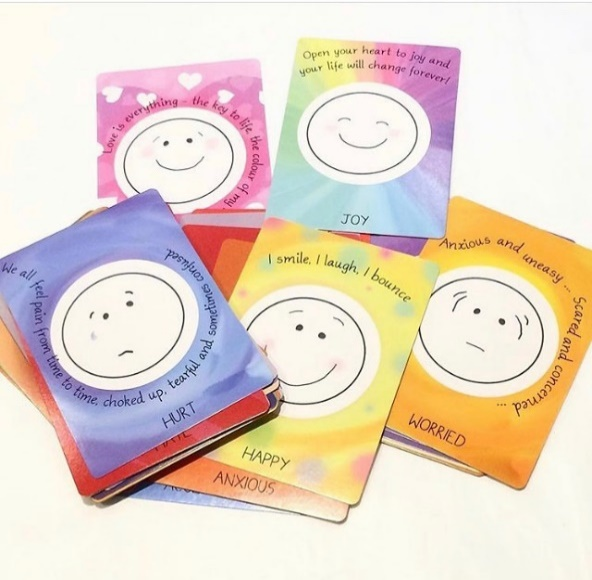 Love is everything - the key to life the colour of my
Open your heart to joy and
your life will change forever!
JOY
We all feel pain from time to time, choked up, tearful and sometimes confused.
HURT
I smile, I laugh, I bounce
HAPPY
Anxious and uneasy ... Scared and concerned ...
WORRIED
HATE
ANXIOUS